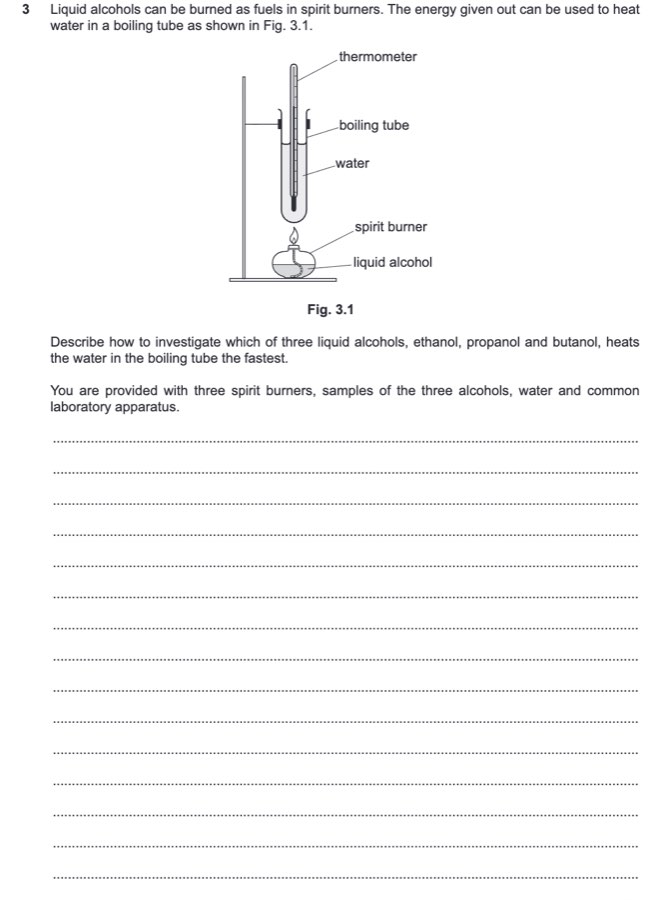 3 Liquid alcohols can be burned as fuels in spirit burners. The energy given out can be used to heat
water in a boiling tube as shown in Fig. 3.1.
thermometer
boiling tube
water
spirit burner
liquid alcohol
Fig. 3.1
Describe how to investigate which of three liquid alcohols, ethanol, propanol and butanol, heats
the water in the boiling tube the fastest.
You are provided with three spirit burners, samples of the three alcohols, water and common
laboratory apparatus.